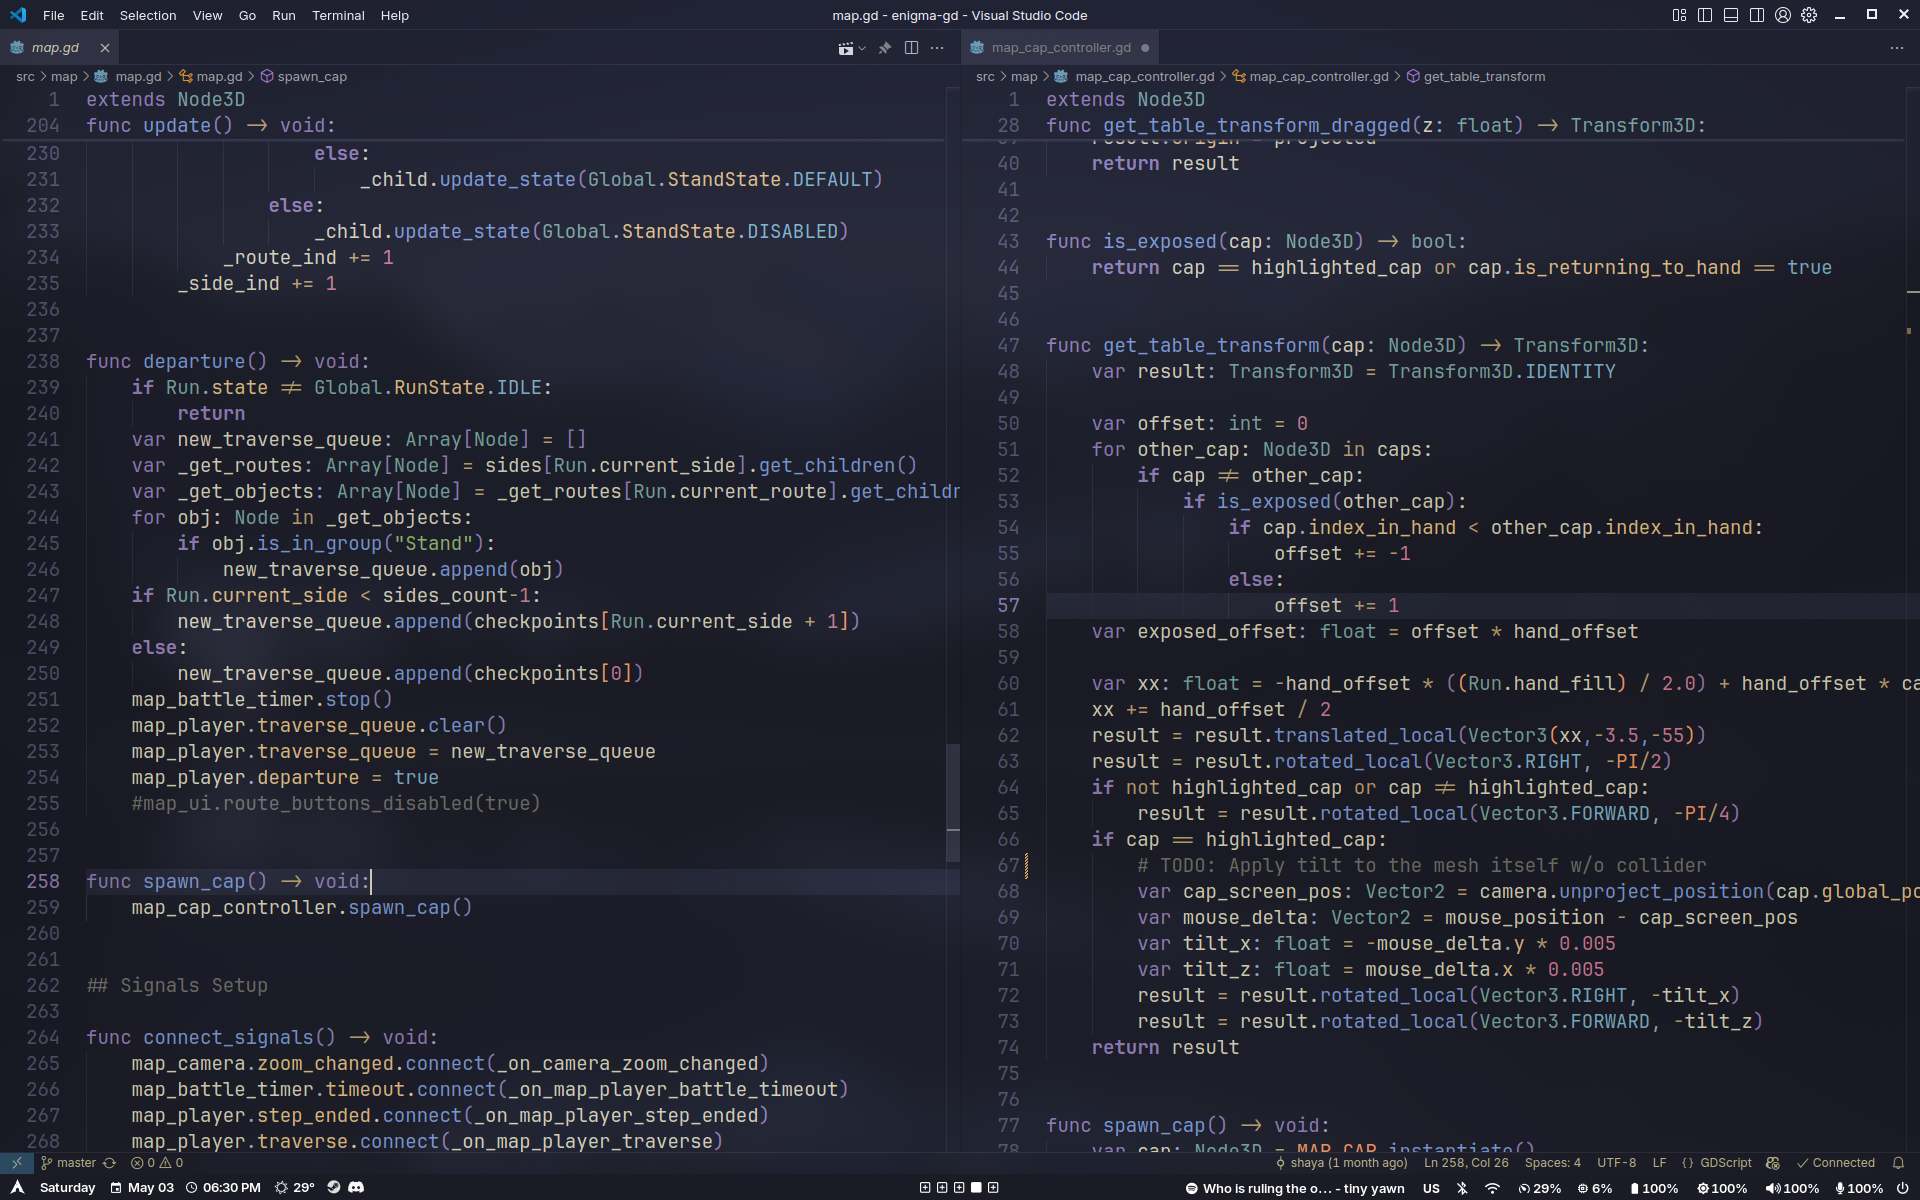 File Edit Selection View Go Run Terminal Help
map.gd - enigma-gd - Visual Studio Code
map.gd
src > map > map.gd > map.gd > spawn_cap
1 extends Node3D
204 func update() -> void:
230 else:
231 _child.update_state(Global.StandState.DEFAULT)
232 else:
233 _child.update_state(Global.StandState.DISABLED)
234 _route_ind += 1
235 _side_ind += 1
236
237
238 func departure() -> void:
239 if Run.state != Global.RunState.IDLE:
240 return
241 var new_traverse_queue: Array[Node] = []
242 var _get_routes: Array[Node] = sides[Run.current_side].get_children()
243 var _get_objects: Array[Node] = _get_routes[Run.current_route].get_childr
244 for obj: Node in _get_objects:
245 if obj.is_in_group("Stand"):
246 new_traverse_queue.append(obj)
247 if Run.current_side < sides_count-1:
248 new_traverse_queue.append(checkpoints[Run.current_side + 1])
249 else:
250 new_traverse_queue.append(checkpoints[0])
251 map_battle_timer.stop()
252 map_player.traverse_queue.clear()
253 map_player.traverse_queue = new_traverse_queue
254 map_player.departure = true
255 #map_ui.route_buttons_disabled(true)
256
257
258 func spawn_cap() -> void:
259 map_cap_controller.spawn_cap()
260
261
262 ## Signals Setup
263
264 func connect_signals() -> void:
265 map_camera.zoom_changed.connect(_on_camera_zoom_changed)
266 map_battle_timer.timeout.connect(_on_map_player_battle_timeout)
267 map_player.step_ended.connect(_on_map_player_step_ended)
268 map_player.traverse.connect(_on_map_player_traverse)
map_cap_controller.gd
src > map > map_cap_controller.gd > map_cap_controller.gd > get_table_transform
1 extends Node3D
28 func get_table_transform_dragged(z: float) -> Transform3D:
39 result.origin = projected
40 return result
41
42
43 func is_exposed(cap: Node3D) -> bool:
44 return cap == highlighted_cap or cap.is_returning_to_hand == true
45
46
47 func get_table_transform(cap: Node3D) -> Transform3D:
48 var result: Transform3D = Transform3D.IDENTITY
49
50 var offset: int = 0
51 for other_cap: Node3D in caps:
52 if cap != other_cap:
53 if is_exposed(other_cap):
54 if cap.index_in_hand < other_cap.index_in_hand:
55 offset += -1
56 else:
57 offset += 1
58 var exposed_offset: float = offset * hand_offset
59
60 var xx: float = -hand_offset * ((Run.hand_fill) / 2.0) + hand_offset * ca
61 xx += hand_offset / 2
62 result = result.translated_local(Vector3(xx,-3.5,-55))
63 result = result.rotated_local(Vector3.RIGHT, -PI/2)
64 if not highlighted_cap or cap != highlighted_cap:
65 result = result.rotated_local(Vector3.FORWARD, -PI/4)
66 if cap == highlighted_cap:
67 # TODO: Apply tilt to the mesh itself w/o collider
68 var cap_screen_pos: Vector2 = camera.unproject_position(cap.global_po
69 var mouse_delta: Vector2 = mouse_position - cap_screen_pos
70 var tilt_x: float = -mouse_delta.y * 0.005
71 var tilt_z: float = mouse_delta.x * 0.005
72 result = result.rotated_local(Vector3.RIGHT, -tilt_x)
73 result = result.rotated_local(Vector3.FORWARD, -tilt_z)
74 return result
75
76
77 func spawn_cap() -> void:
78 var cap: Node3D = MAP_CAP.instantiate()
master 0 0 shaya (1 month ago) Ln 258, Col 26 Spaces: 4 UTF-8 LF {} GDScript Connected
Saturday May 03 06:30 PM 29° Who is ruling the o... - tiny yawn US 29% 6% 100% 100% 100% 100%